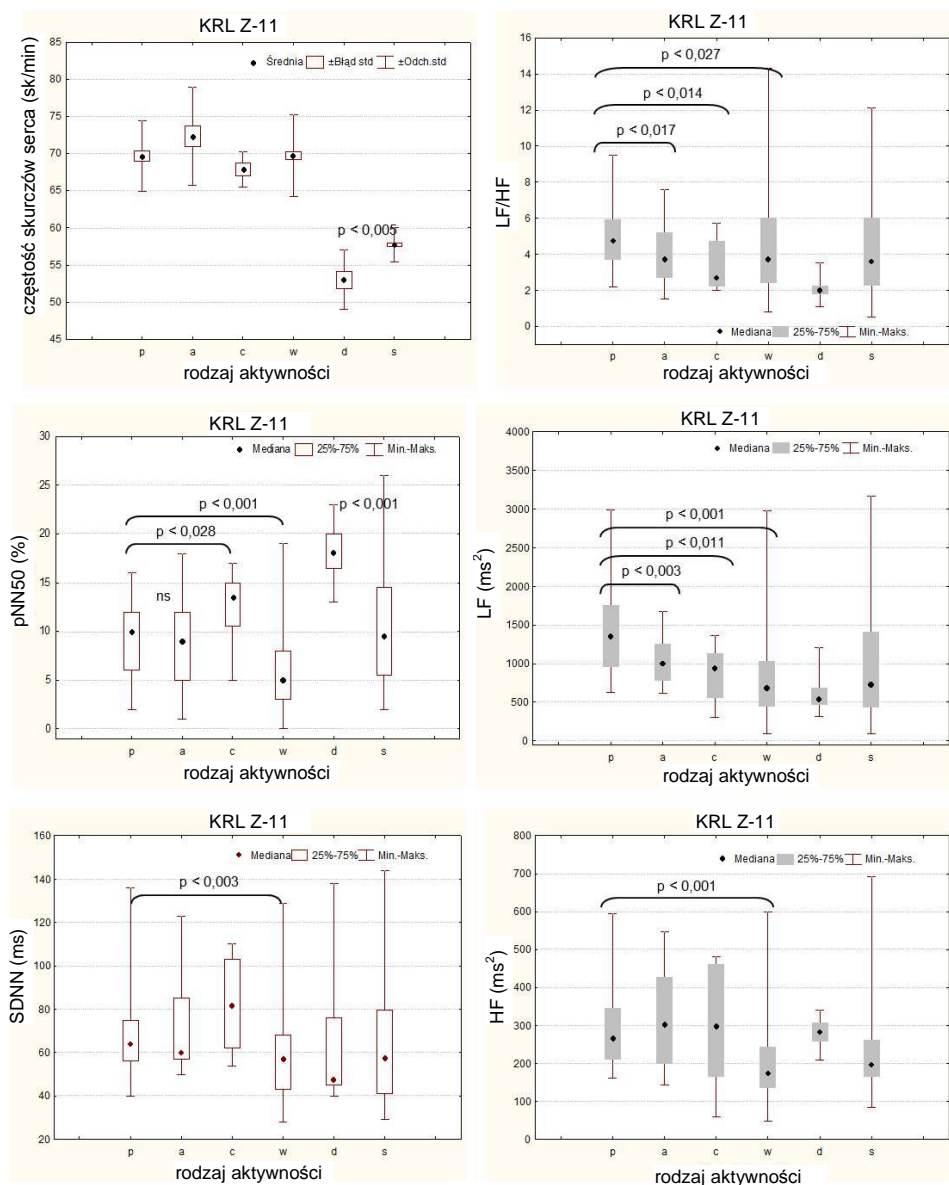 KRL Z-11
częstość skurczów serca (sk/min)
85
80
75
70
65
60
55
50
45
Średnia ±Błąd std ±Odch.std
p < 0,005
p a c w d s
rodzaj aktywności
KRL Z-11
LF/HF
16
14
12
10
8
6
4
2
0
p < 0,027
p < 0,014
p < 0,017
Mediana 25%-75% Min.-Maks.
p a c w d s
rodzaj aktywności
KRL Z-11
pNN50 (%)
30
25
20
15
10
5
0
Mediana 25%-75% Min.-Maks.
p < 0,001 p < 0,001
p < 0,028
ns
p a c w d s
rodzaj aktywności
KRL Z-11
LF (ms²)
4000
3500
3000
2500
2000
1500
1000
500
0
Mediana 25%-75% Min.-Maks.
p < 0,001
p < 0,011
p < 0,003
p a c w d s
rodzaj aktywności
KRL Z-11
SDNN (ms)
160
140
120
100
80
60
40
20
Mediana 25%-75% Min.-Maks.
p < 0,003
p a c w d s
rodzaj aktywności
KRL Z-11
HF (ms²)
800
700
600
500
400
300
200
100
0
Mediana 25%-75% Min.-Maks.
p < 0,001
p a c w d s
rodzaj aktywności